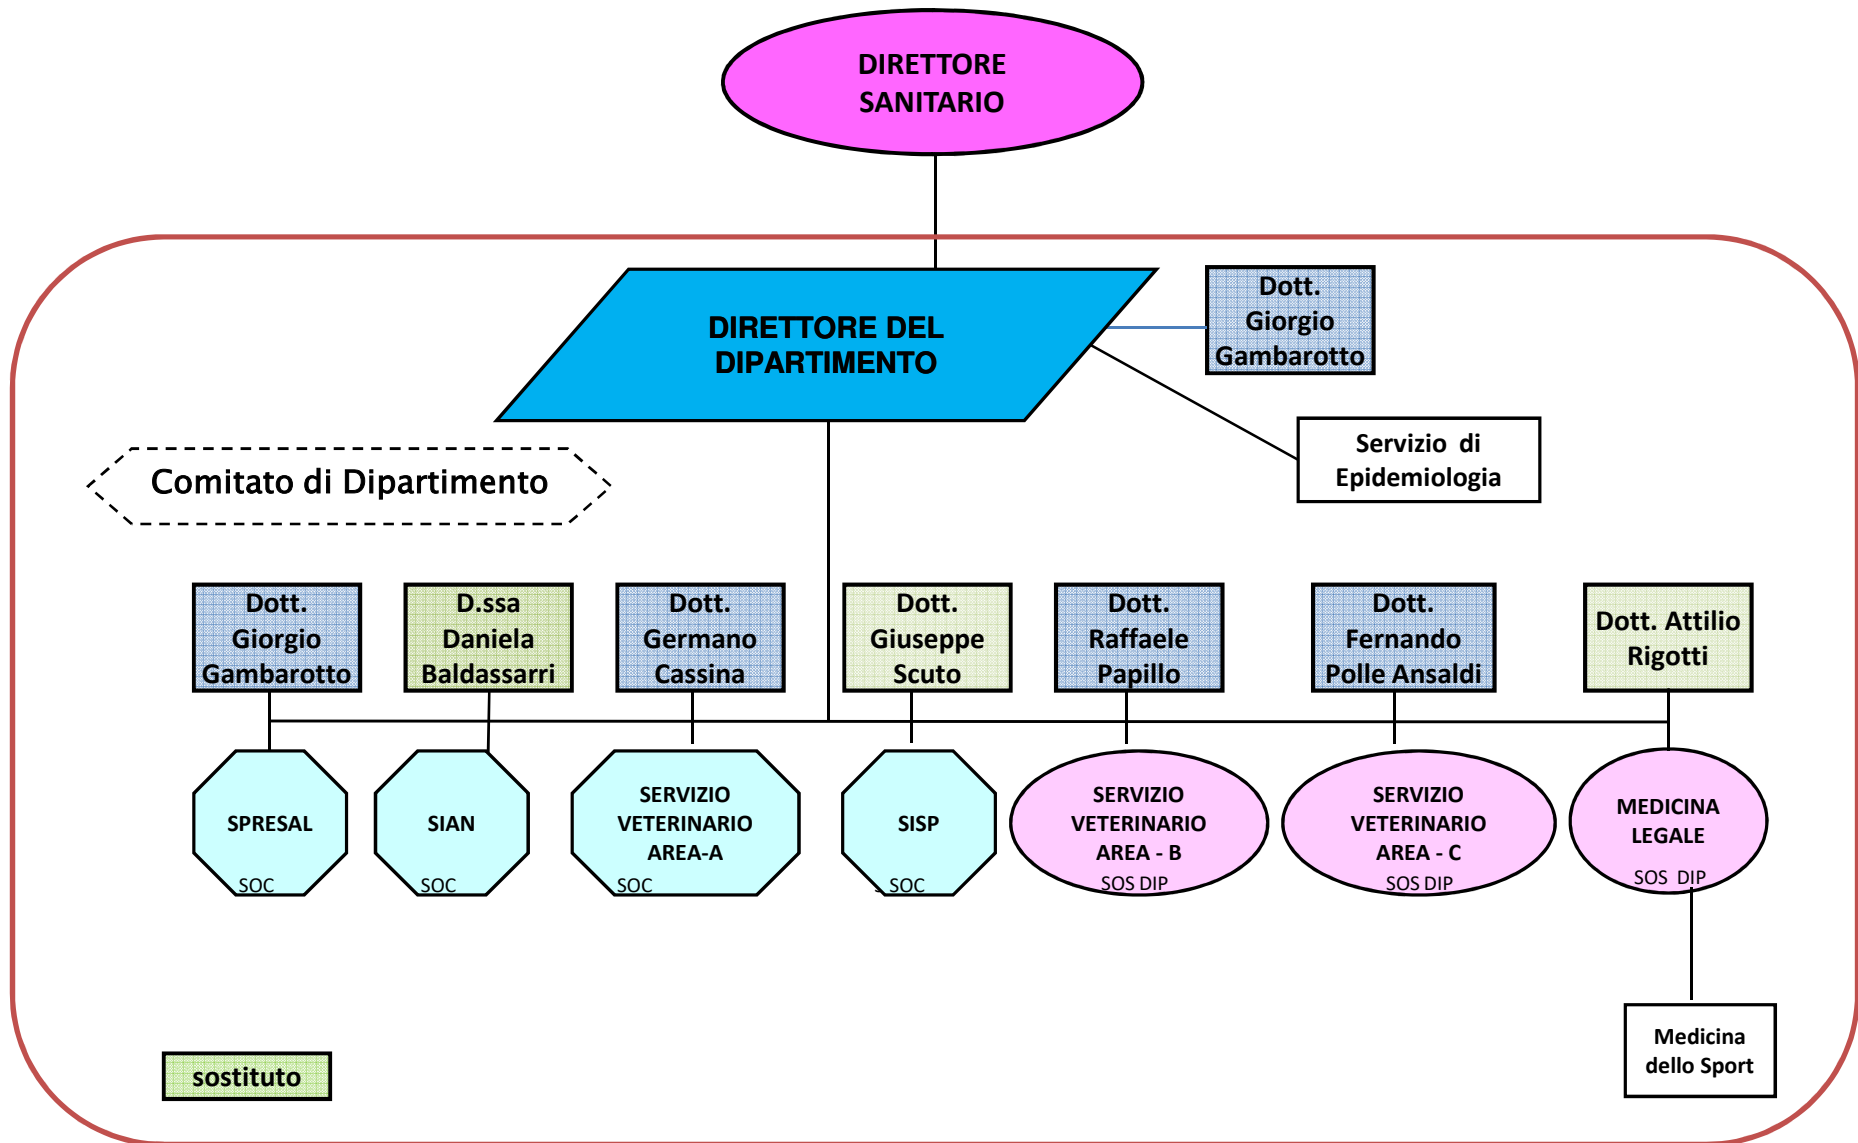 DIRETTORE
SANITARIO
DIRETTORE DEL
DIPARTIMENTO
Dott.
Giorgio
Gambarotto
Servizio di
Epidemiologia
Comitato di Dipartimento
Dott.
Giorgio
Gambarotto
D.ssa
Daniela
Baldassarri
Dott.
Germano
Cassina
Dott.
Giuseppe
Scuto
Dott.
Raffaele
Papillo
Dott.
Fernando
Polle Ansaldi
Dott. Attilio
Rigotti
SPRESAL
SOC
SIAN
SOC
SERVIZIO
VETERINARIO
AREA-A
SOC
SISP
SOC
SERVIZIO
VETERINARIO
AREA - B
SOS DIP
SERVIZIO
VETERINARIO
AREA - C
SOS DIP
MEDICINA
LEGALE
SOS DIP
Medicina
dello Sport
sostituto